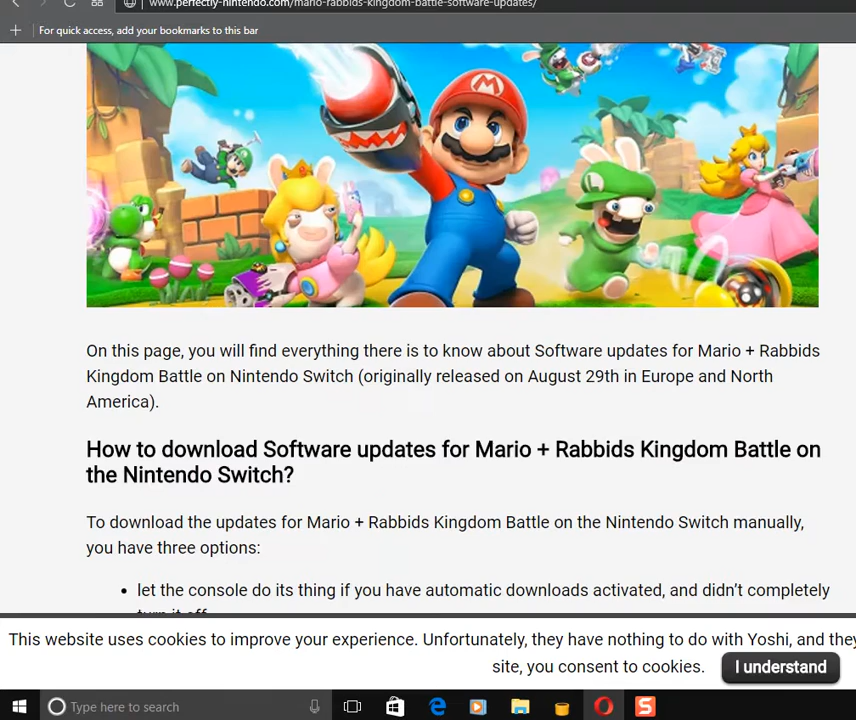 www.perfectly-nintendo.com/mario-rabbids-kingdom-battle-software-updates/
For quick access, add your bookmarks to this bar
M
L
On this page, you will find everything there is to know about Software updates for Mario + Rabbids
Kingdom Battle on Nintendo Switch (originally released on August 29th in Europe and North
America).
How to download Software updates for Mario + Rabbids Kingdom Battle on
the Nintendo Switch?
To download the updates for Mario + Rabbids Kingdom Battle on the Nintendo Switch manually,
you have three options:
• let the console do its thing if you have automatic downloads activated, and didn’t completely
turn it off
This website uses cookies to improve your experience. Unfortunately, they have nothing to do with Yoshi, and they
site, you consent to cookies. I understand
Type here to search
S